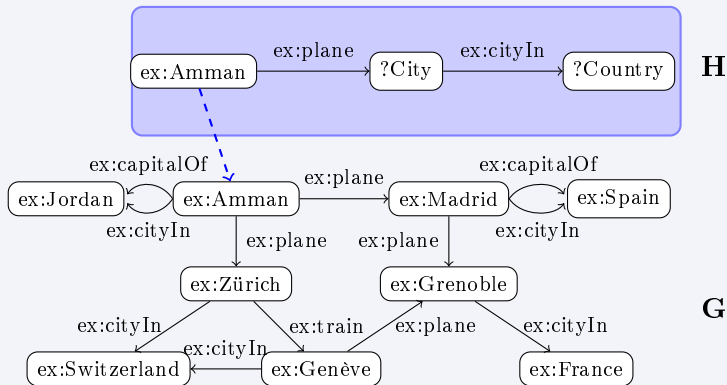 ex:plane ex:cityIn
ex:Amman ?City ?Country H
ex:capitalOf ex:plane ex:capitalOf
ex:Jordan ex:Amman ex:Madrid ex:Spain
ex:cityIn ex:cityIn
ex:plane ex:plane
ex:Zürich ex:Grenoble
G
ex:cityIn ex:train ex:plane ex:cityIn
ex:cityIn
ex:Switzerland ex:Genève ex:France